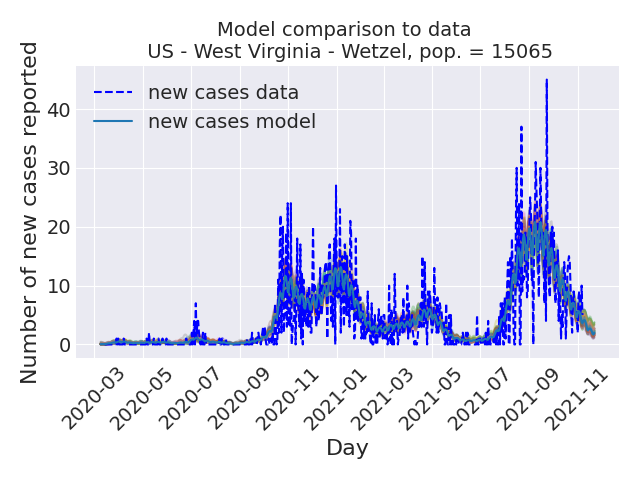 Model comparison to data
US - West Virginia - Wetzel, pop. = 15065
Number of new cases reported
new cases data
new cases model
40
30
20
10
0
2020-03
2020-05
2020-07
2020-09
2020-11
2021-01
2021-03
2021-05
2021-07
2021-09
2021-11
Day